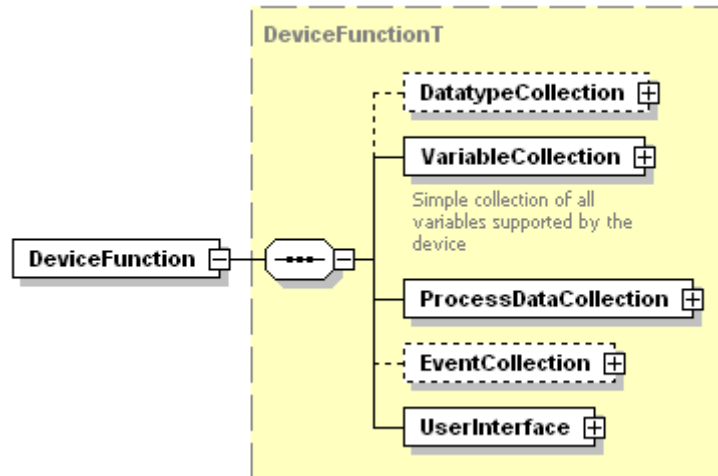 DeviceFunctionT
DatatypeCollection
VariableCollection
Simple collection of all
variables supported by the
device
DeviceFunction
ProcessDataCollection
EventCollection
UserInterface